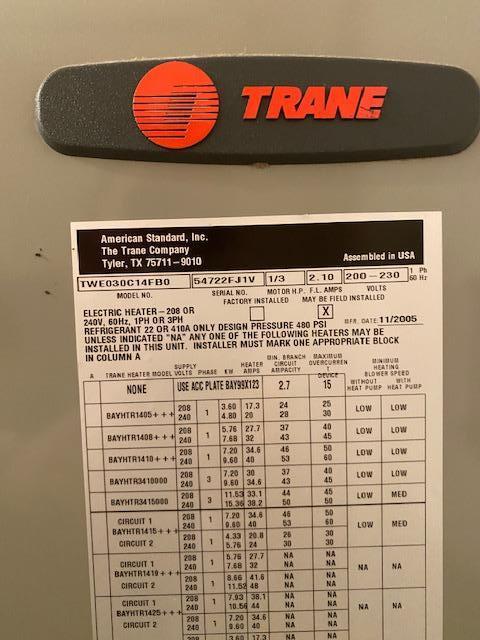 TRANE
American Standard, Inc.
The Trane Company
Tyler, TX 75711-9010 Assembled in USA
TWE030C14FB0 54722FJ1V 1/3 2.10 200-230 1 Ph 60 Hz
MODEL NO. SERIAL NO. MOTOR H.P. F.L. AMPS VOLTS
FACTORY INSTALLED MAY BE FIELD INSTALLED
ELECTRIC HEATER-208 OR X
240V, 60Hz, 1PH OR 3PH MFR. DATE 11/2005
REFRIGERANT 22 OR 410A ONLY DESIGN PRESSURE 480 PSI
UNLESS INDICATED "NA" ANY ONE OF THE FOLLOWING HEATERS MAY BE
INSTALLED IN THIS UNIT. INSTALLER MUST MARK ONE APPROPRIATE BLOCK
IN COLUMN A
A TRANE HEATER MODEL SUPPLY VOLTS PHASE KW HEATER AMPS MIN. BRANCH CIRCUIT AMPACITY MAXIMUM OVERCURREN T DEVICE MINIMUM HEATING BLOWER SPEED WITHOUT HEAT PUMP WITH HEAT PUMP
NONE USE ACC PLATE BAY99X123 2.7 15
BAYHTR1405+++ 208 1 3.60 17.3 24 25 LOW LOW
240 4.80 20 28 30
BAYHTR1408+++ 208 1 5.76 27.7 37 40 LOW LOW
240 7.68 32 43 45
BAYHTR1410+++ 208 1 7.20 34.6 46 50 LOW LOW
240 9.60 40 53 60
BAYHTR3410000 208 3 7.20 30 37 40 LOW LOW
240 9.60 34.6 43 45
BAYHTR3415000 208 3 11.53 33.1 44 45 LOW MED
240 15.36 38.2 50 50
CIRCUIT 1 208 1 7.20 34.6 46 50 LOW MED
BAYHTR1415+++ 240 9.60 40 53 60
CIRCUIT 2 208 1 4.33 20.8 26 30
240 5.76 24 30 30
CIRCUIT 1 208 1 5.76 27.7 NA NA NA NA
BAYHTR1419+++ 240 7.68 32 NA NA
CIRCUIT 2 208 1 8.66 41.6 NA NA
240 11.52 48 NA NA
CIRCUIT 1 208 1 7.93 38.1 NA NA NA NA
BAYHTR1425+++ 240 10.56 44 NA NA
CIRCUIT 2 208 1 7.20 34.6 NA NA
240 9.60 40 NA NA
208 3.60 17.3 NA NA